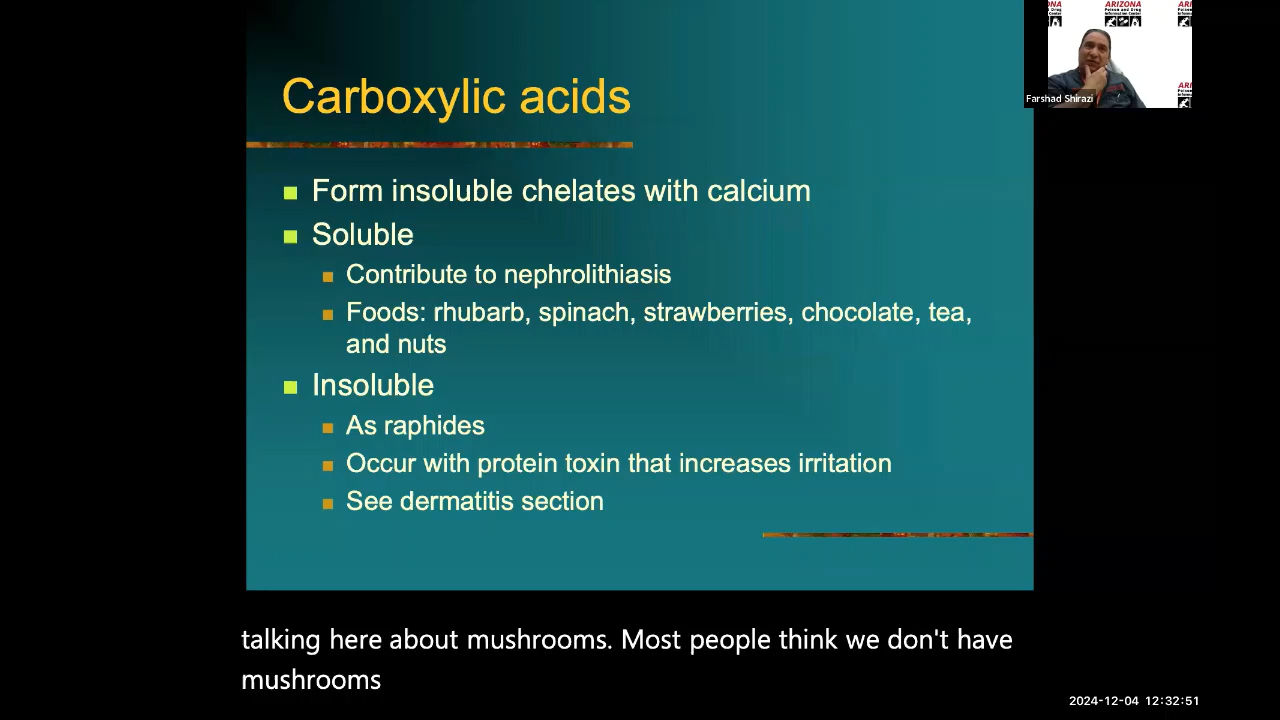 Carboxylic acids
Form insoluble chelates with calcium
Soluble
Contribute to nephrolithiasis
Foods: rhubarb, spinach, strawberries, chocolate, tea,
and nuts
Insoluble
As raphides
Occur with protein toxin that increases irritation
See dermatitis section
ARIZONA
Farshad Shirazi
talking here about mushrooms. Most people think we don't have
mushrooms
2024-12-04 12:32:51